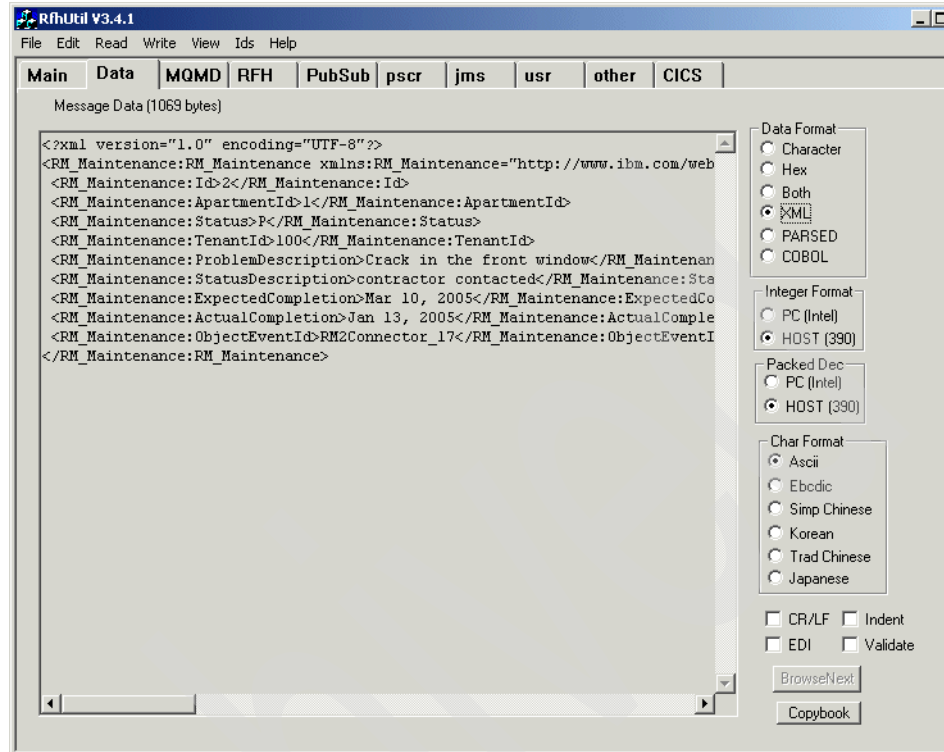 RfhUtil V3.4.1
File Edit Read Write View Ids Help
Main Data MQMD RFH PubSub pscr jms usr other CICS
Message Data (1069 bytes)
<?xml version="1.0" encoding="UTF-8"?>
<RM_Maintenance:RM_Maintenance xmlns:RM_Maintenance="http://www.ibm.com/web
<RM_Maintenance:Id>2</RM_Maintenance:Id>
<RM_Maintenance:ApartmentId>1</RM_Maintenance:ApartmentId>
<RM_Maintenance:Status>P</RM_Maintenance:Status>
<RM_Maintenance:TenantId>100</RM_Maintenance:TenantId>
<RM_Maintenance:ProblemDescription>Crack in the front window</RM_Maintenan
<RM_Maintenance:StatusDescription>contractor contacted</RM_Maintenance:Sta
<RM_Maintenance:ExpectedCompletion>Mar 10, 2005</RM_Maintenance:ExpectedCo
<RM_Maintenance:ActualCompletion>Jan 13, 2005</RM_Maintenance:ActualComple
<RM_Maintenance:ObjectEventId>RM2Connector_17</RM_Maintenance:ObjectEventI
</RM_Maintenance:RM_Maintenance>
Data Format
Character
Hex
Both
XML
PARSED
COBOL
Integer Format
PC (Intel)
HOST (390)
Packed Dec
PC (Intel)
HOST (390)
Char Format
Ascii
Ebcdic
Simp Chinese
Korean
Trad Chinese
Japanese
CR/LF Indent
EDI Validate
BrowseNext
Copybook